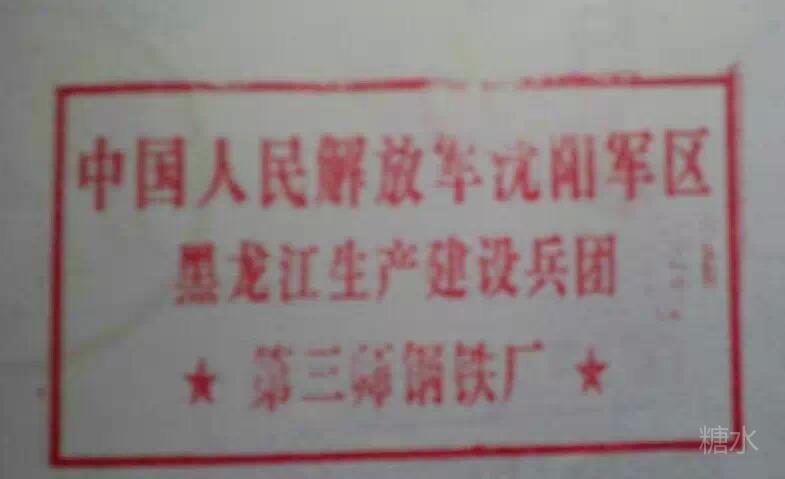 中国人民解放军沈阳军区
黑龙江生产建设兵团
★ 第三师钢铁厂 ★
糖水